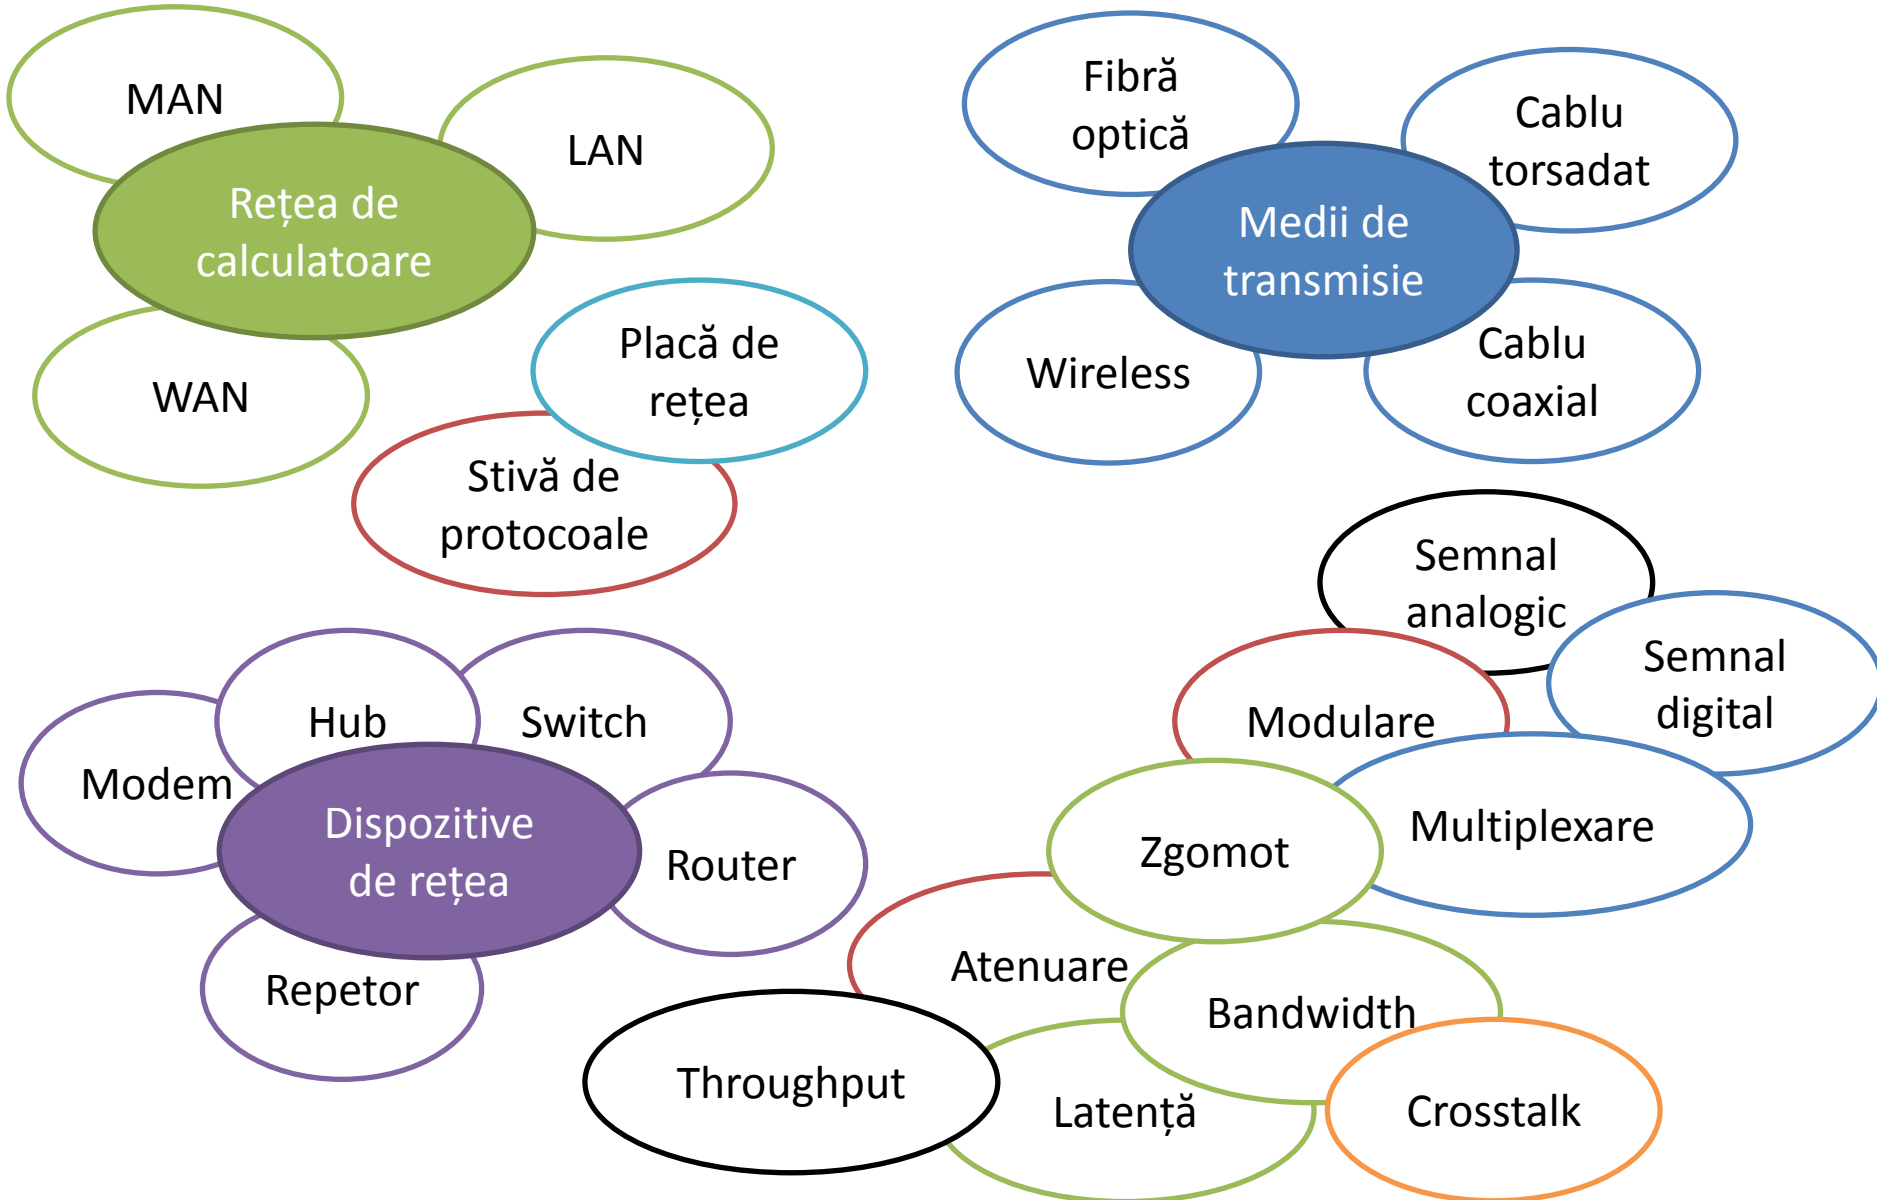 MAN
LAN
Rețea de
calculatoare
WAN
Placă de
rețea
Stivă de
protocoale
Fibră
optică
Cablu
torsadat
Medii de
transmisie
Wireless
Cablu
coaxial
Semnal
analogic
Semnal
digital
Modulare
Multiplexare
Zgomot
Atenuare
Bandwidth
Throughput
Latență
Crosstalk
Hub
Switch
Modem
Dispozitive
de rețea
Router
Repetor